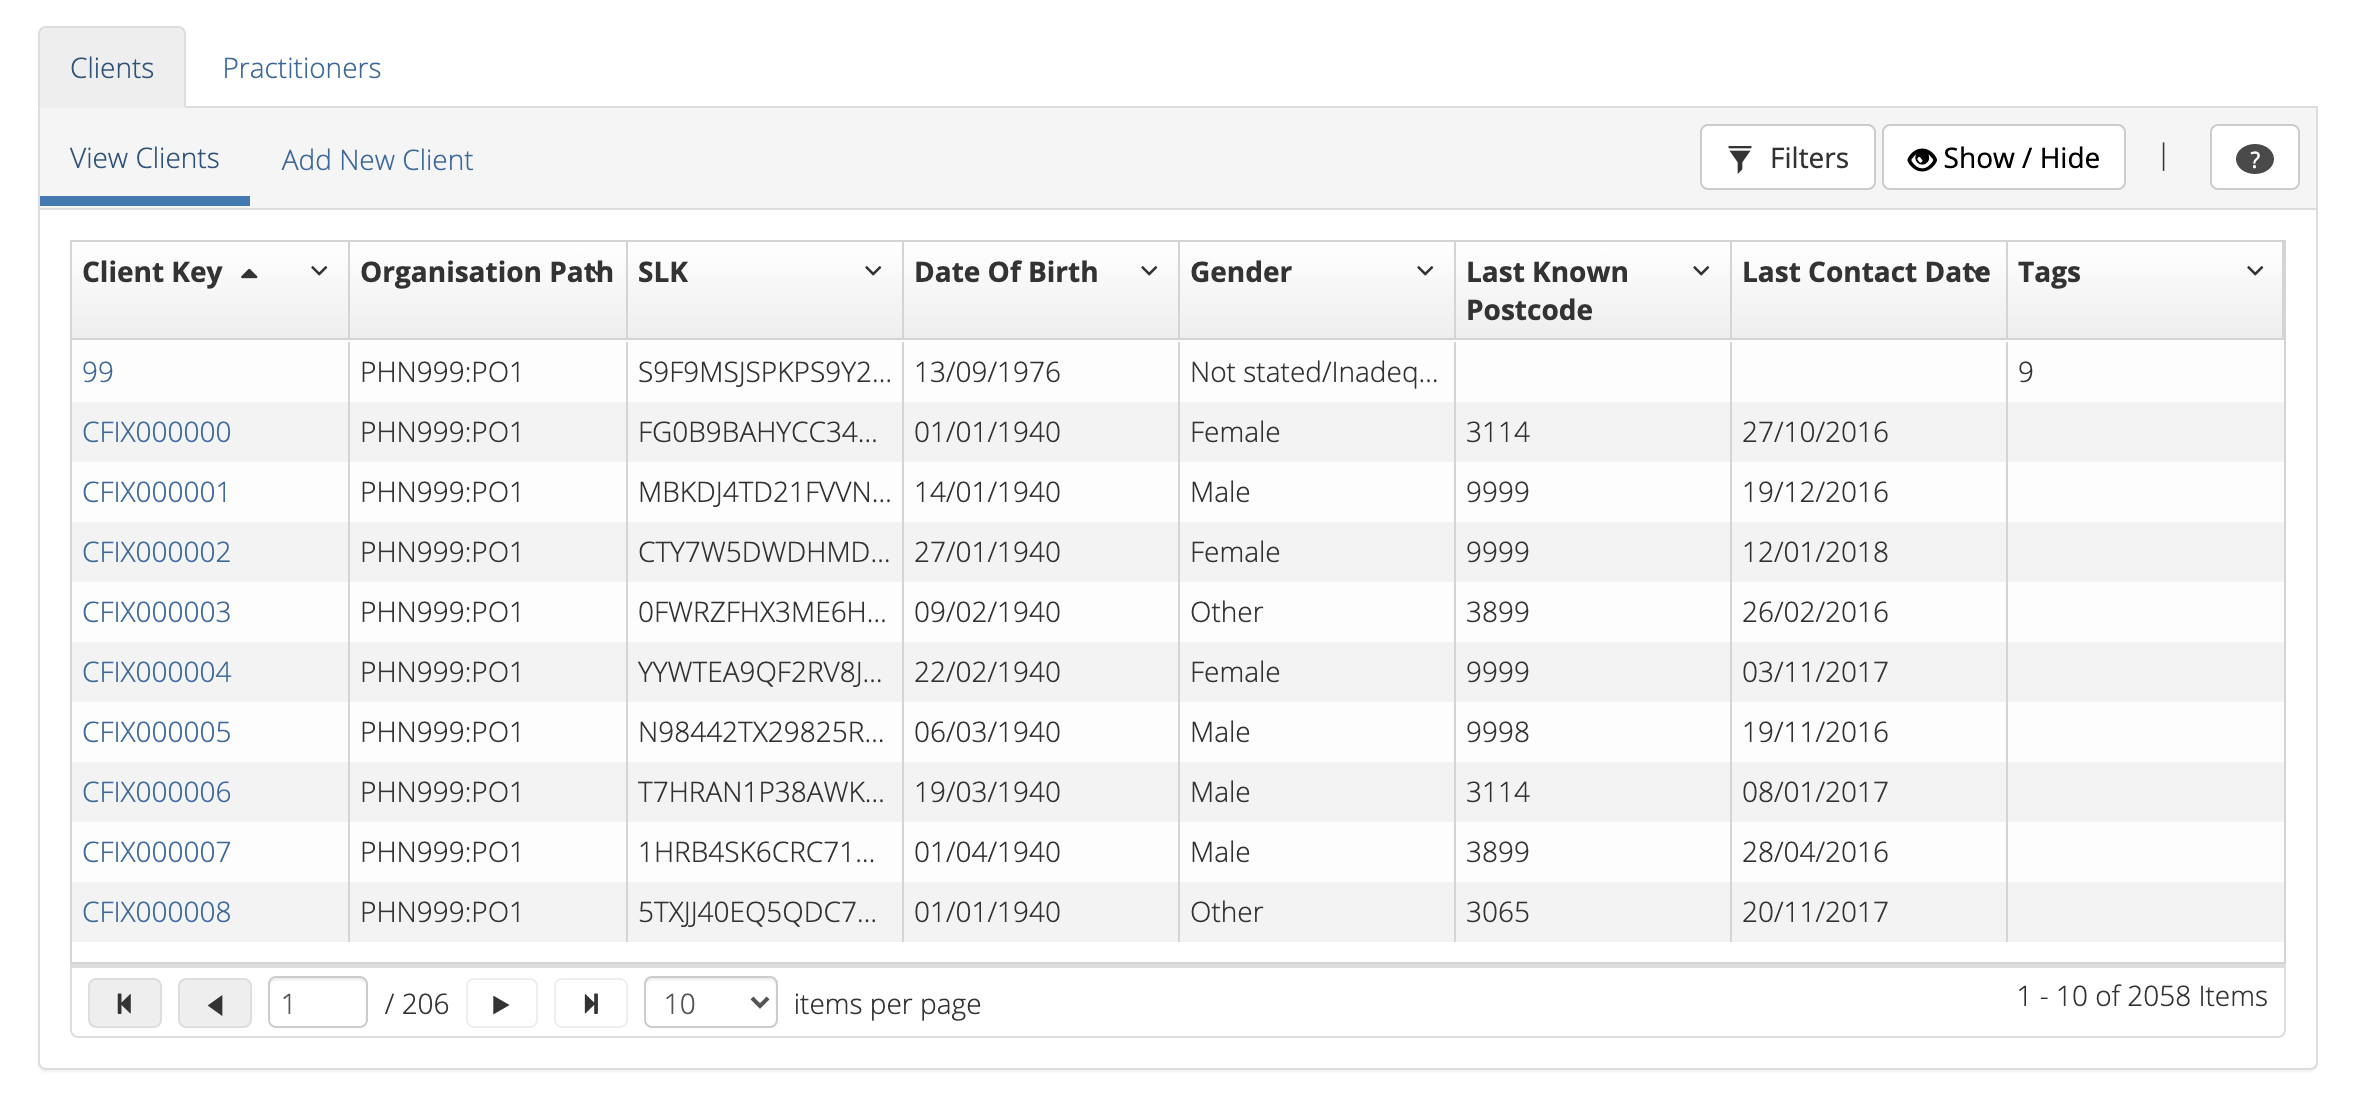 Clients Practitioners
View Clients Add New Client Filters Show / Hide | ?
Client Key Organisation Path SLK Date Of Birth Gender Last Known Postcode Last Contact Date Tags
99 PHN999:PO1 S9F9MSJSPKPS9Y2... 13/09/1976 Not stated/Inadeq... 9
CFIX000000 PHN999:PO1 FG0B9BAHYCC34... 01/01/1940 Female 3114 27/10/2016
CFIX000001 PHN999:PO1 MBKDJ4TD21FVVN... 14/01/1940 Male 9999 19/12/2016
CFIX000002 PHN999:PO1 CTY7W5DWDHMD... 27/01/1940 Female 9999 12/01/2018
CFIX000003 PHN999:PO1 0FWRZFHX3ME6H... 09/02/1940 Other 3899 26/02/2016
CFIX000004 PHN999:PO1 YYWTEA9QF2RV8J... 22/02/1940 Female 9999 03/11/2017
CFIX000005 PHN999:PO1 N98442TX29825R... 06/03/1940 Male 9998 19/11/2016
CFIX000006 PHN999:PO1 T7HRAN1P38AWK... 19/03/1940 Male 3114 08/01/2017
CFIX000007 PHN999:PO1 1HRB4SK6CRC71... 01/04/1940 Male 3899 28/04/2016
CFIX000008 PHN999:PO1 5TXJJ40EQ5QDC7... 01/01/1940 Other 3065 20/11/2017
1 / 206 10 items per page 1 - 10 of 2058 Items